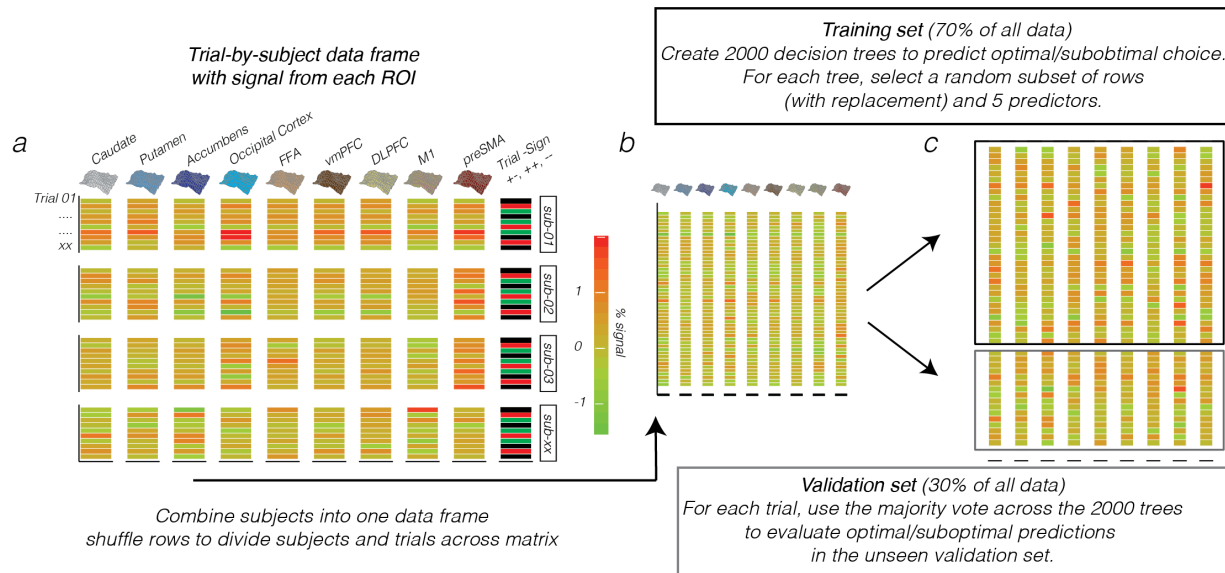 Trial-by-subject data frame
with signal from each ROI
Training set (70% of all data)
Create 2000 decision trees to predict optimal/subobtimal choice.
For each tree, select a random subset of rows
(with replacement) and 5 predictors.
a
Caudate
Putamen
Accumbens
Occipital Cortex
FFA
vmPFC
DLPFC
M1
preSMA
Trial -Sign
+-, ++, --
Trial 01
....
....
xx
sub-01
sub-02
sub-03
sub-xx
1
0
-1
% signal
b
c
Combine subjects into one data frame
shuffle rows to divide subjects and trials across matrix
Validation set (30% of all data)
For each trial, use the majority vote across the 2000 trees
to evaluate optimal/suboptimal predictions
in the unseen validation set.